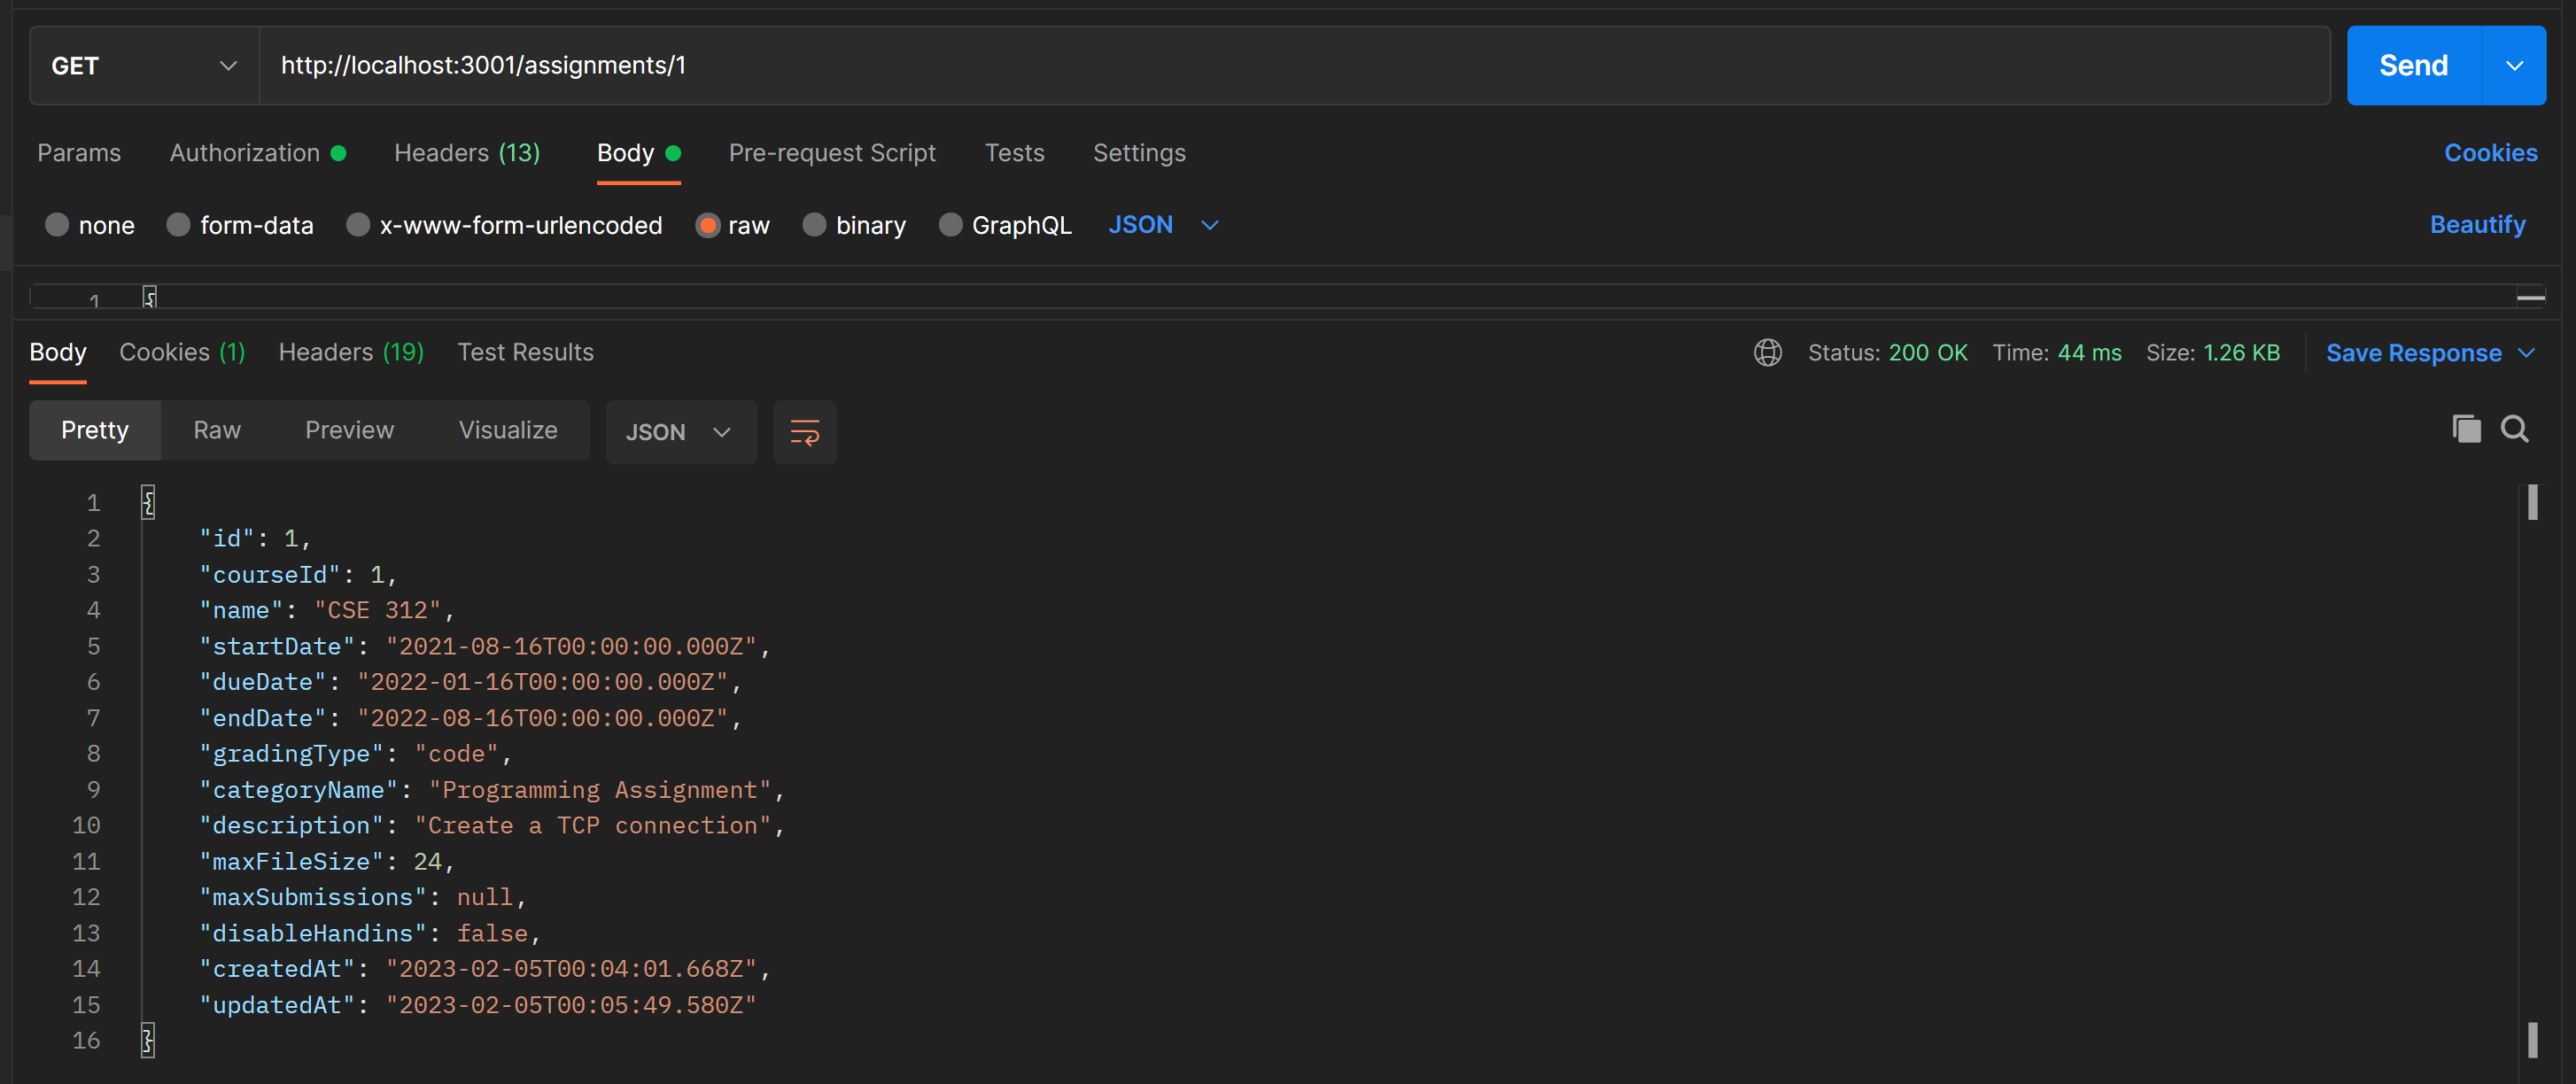 GET http://localhost:3001/assignments/1 Send
Params Authorization Headers (13) Body Pre-request Script Tests Settings Cookies
none form-data x-www-form-urlencoded raw binary GraphQL JSON Beautify
1 {
Body Cookies (1) Headers (19) Test Results Status: 200 OK Time: 44 ms Size: 1.26 KB Save Response
Pretty Raw Preview Visualize JSON
1 {
2 "id": 1,
3 "courseId": 1,
4 "name": "CSE 312",
5 "startDate": "2021-08-16T00:00:00.000Z",
6 "dueDate": "2022-01-16T00:00:00.000Z",
7 "endDate": "2022-08-16T00:00:00.000Z",
8 "gradingType": "code",
9 "categoryName": "Programming Assignment",
10 "description": "Create a TCP connection",
11 "maxFileSize": 24,
12 "maxSubmissions": null,
13 "disableHandins": false,
14 "createdAt": "2023-02-05T00:04:01.668Z",
15 "updatedAt": "2023-02-05T00:05:49.580Z"
16 }